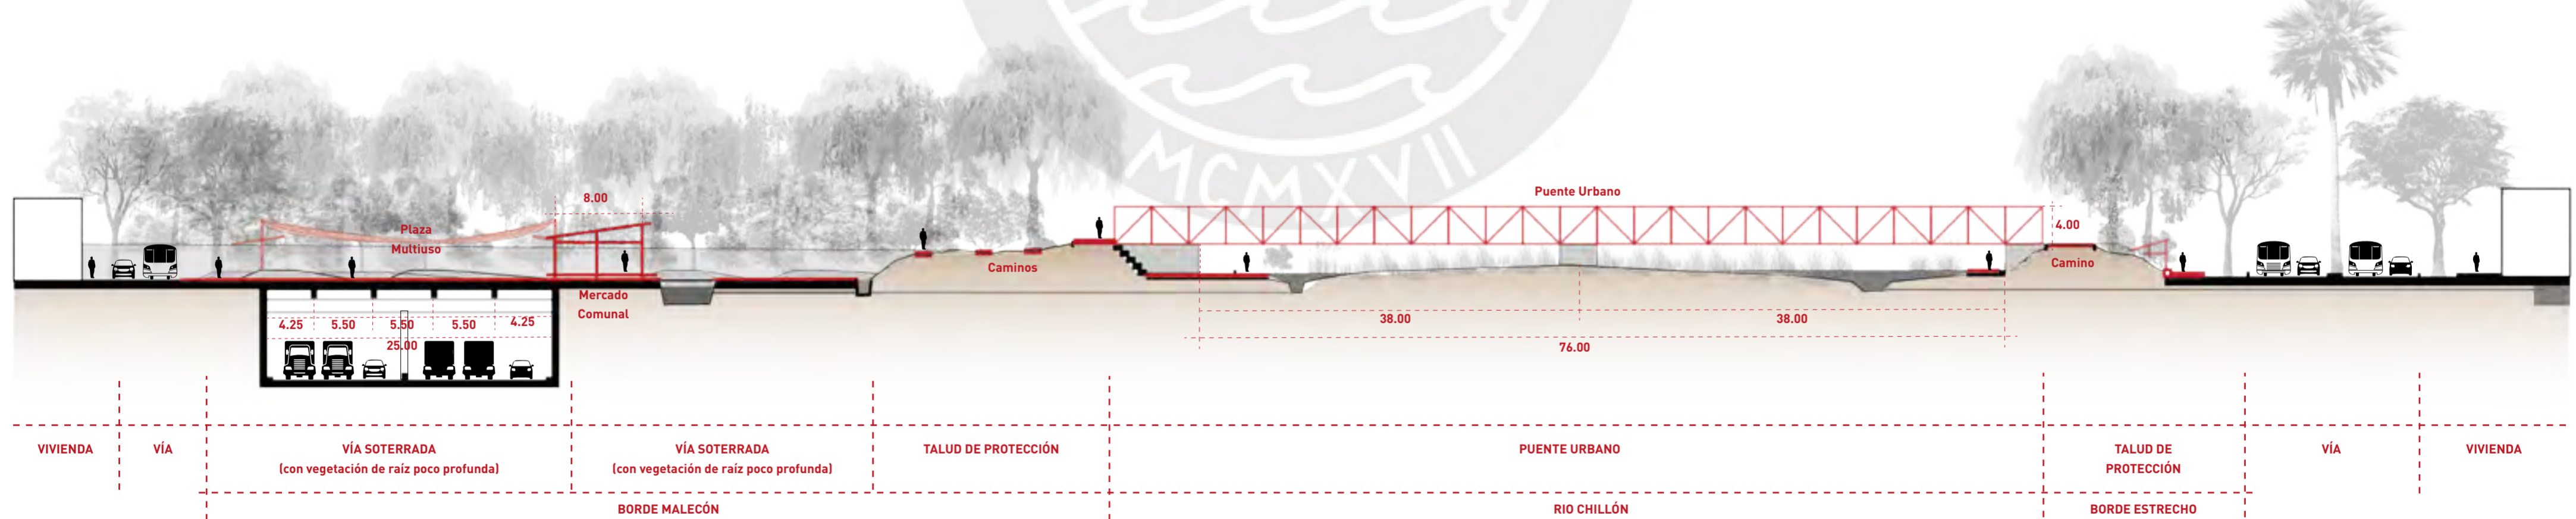 MCMXVII
8.00
Puente Urbano
Plaza
Multiuso
4.00
Caminos
Camino
Mercado
Comunal
4.25 5.50 5.50 5.50 4.25
25.00
38.00 38.00
76.00
VIVIENDA
VÍA
VÍA SOTERRADA
(con vegetación de raíz poco profunda)
VÍA SOTERRADA
(con vegetación de raíz poco profunda)
TALUD DE PROTECCIÓN
PUENTE URBANO
TALUD DE
PROTECCIÓN
VÍA
VIVIENDA
BORDE MALECÓN
RIO CHILLÓN
BORDE ESTRECHO